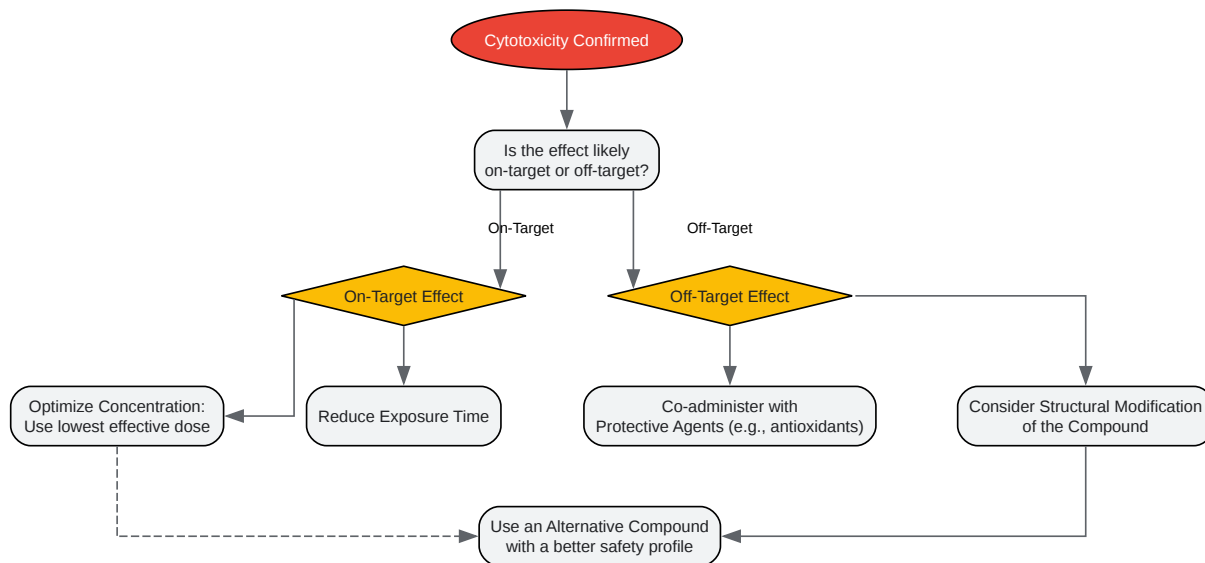 Cytotoxicity Confirmed
Is the effect likely
on-target or off-target?
On-Target
Off-Target
On-Target Effect
Off-Target Effect
Optimize Concentration:
Use lowest effective dose
Reduce Exposure Time
Co-administer with
Protective Agents (e.g., antioxidants)
Consider Structural Modification
of the Compound
Use an Alternative Compound
with a better safety profile